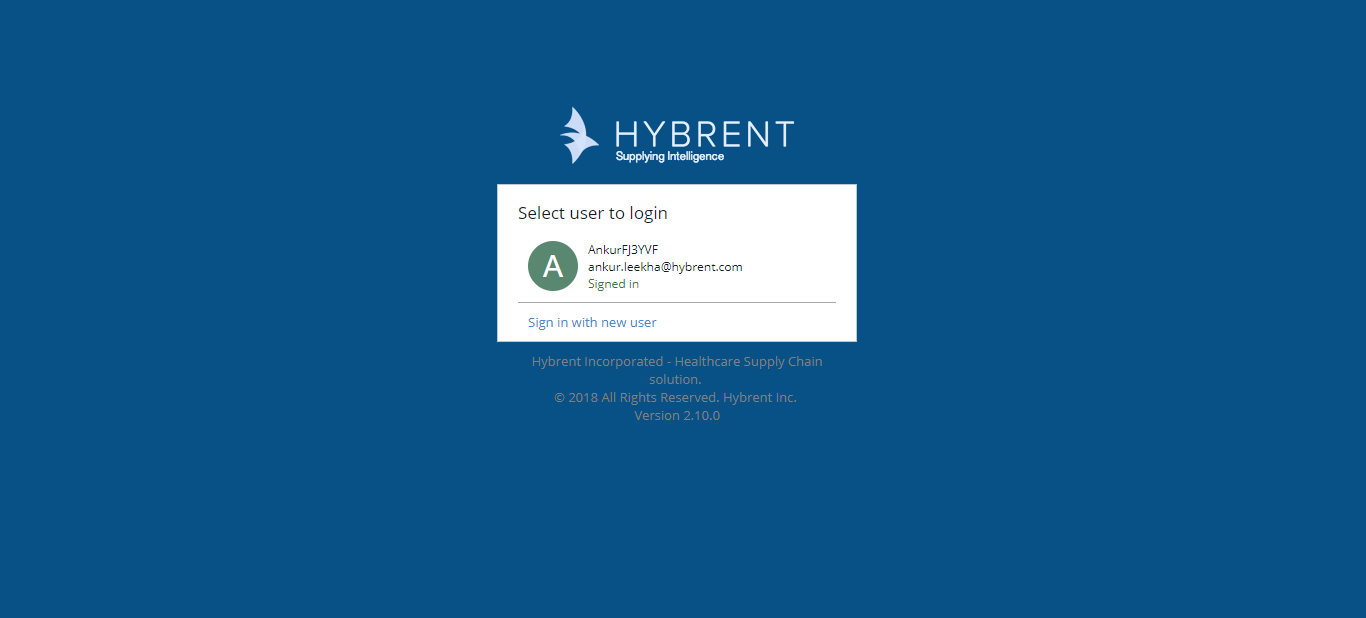 HYBRENT
Supplying Intelligence
Select user to login
A
AnkurFJ3YVF
ankur.leekha@hybrent.com
Signed in
Sign in with new user
Hybrent Incorporated - Healthcare Supply Chain
solution.
© 2018 All Rights Reserved. Hybrent Inc.
Version 2.10.0